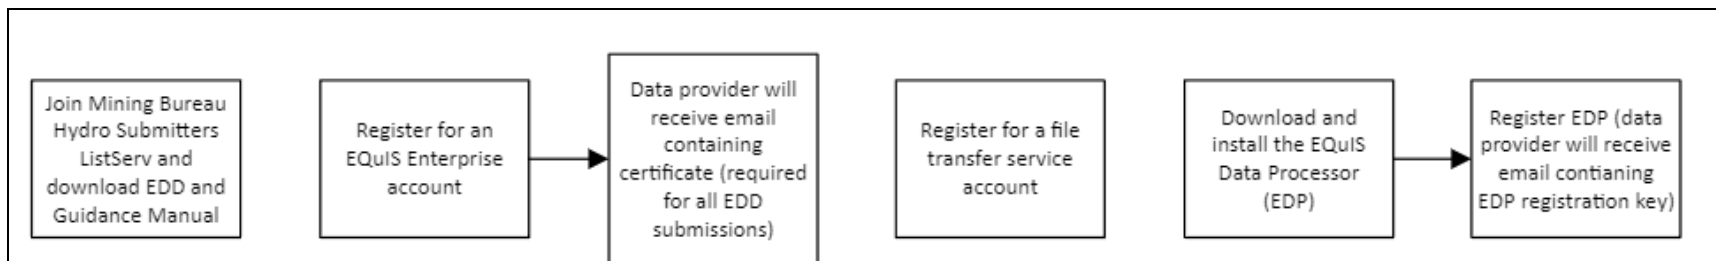 Join Mining Bureau
Hydro Submitters
ListServ and
download EDD and
Guidance Manual
Register for an
EQuIS Enterprise
account
Data provider will
receive email
containing
certificate (required
for all EDD
submissions)
Register for a file
transfer service
account
Download and
install the EQuIS
Data Processor
(EDP)
Register EDP (data
provider will receive
email contianing
EDP registration key)